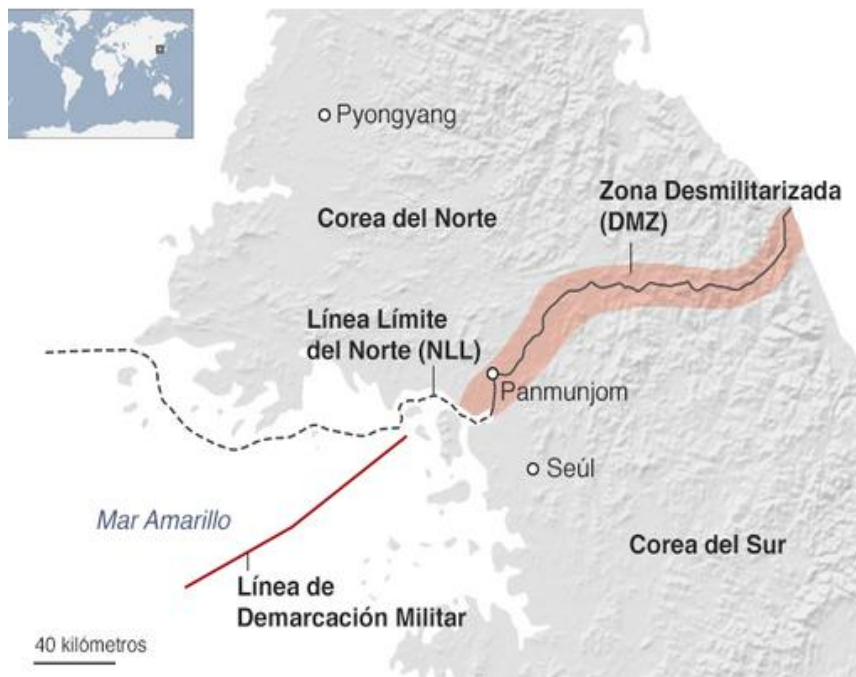 Pyongyang
Zona Desmilitarizada
(DMZ)
Corea del Norte
Línea Límite
del Norte (NLL)
Panmunjom
Seúl
Mar Amarillo
Corea del Sur
Línea de
Demarcación Militar
40 kilómetros